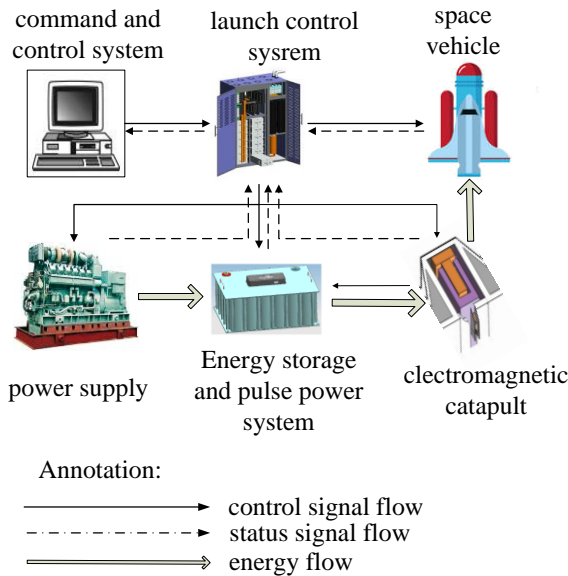 command and
control system
launch control
sysrem
space
vehicle
power supply
Energy storage
and pulse power
system
clectromagnetic
catapult
Annotation:
control signal flow
status signal flow
energy flow